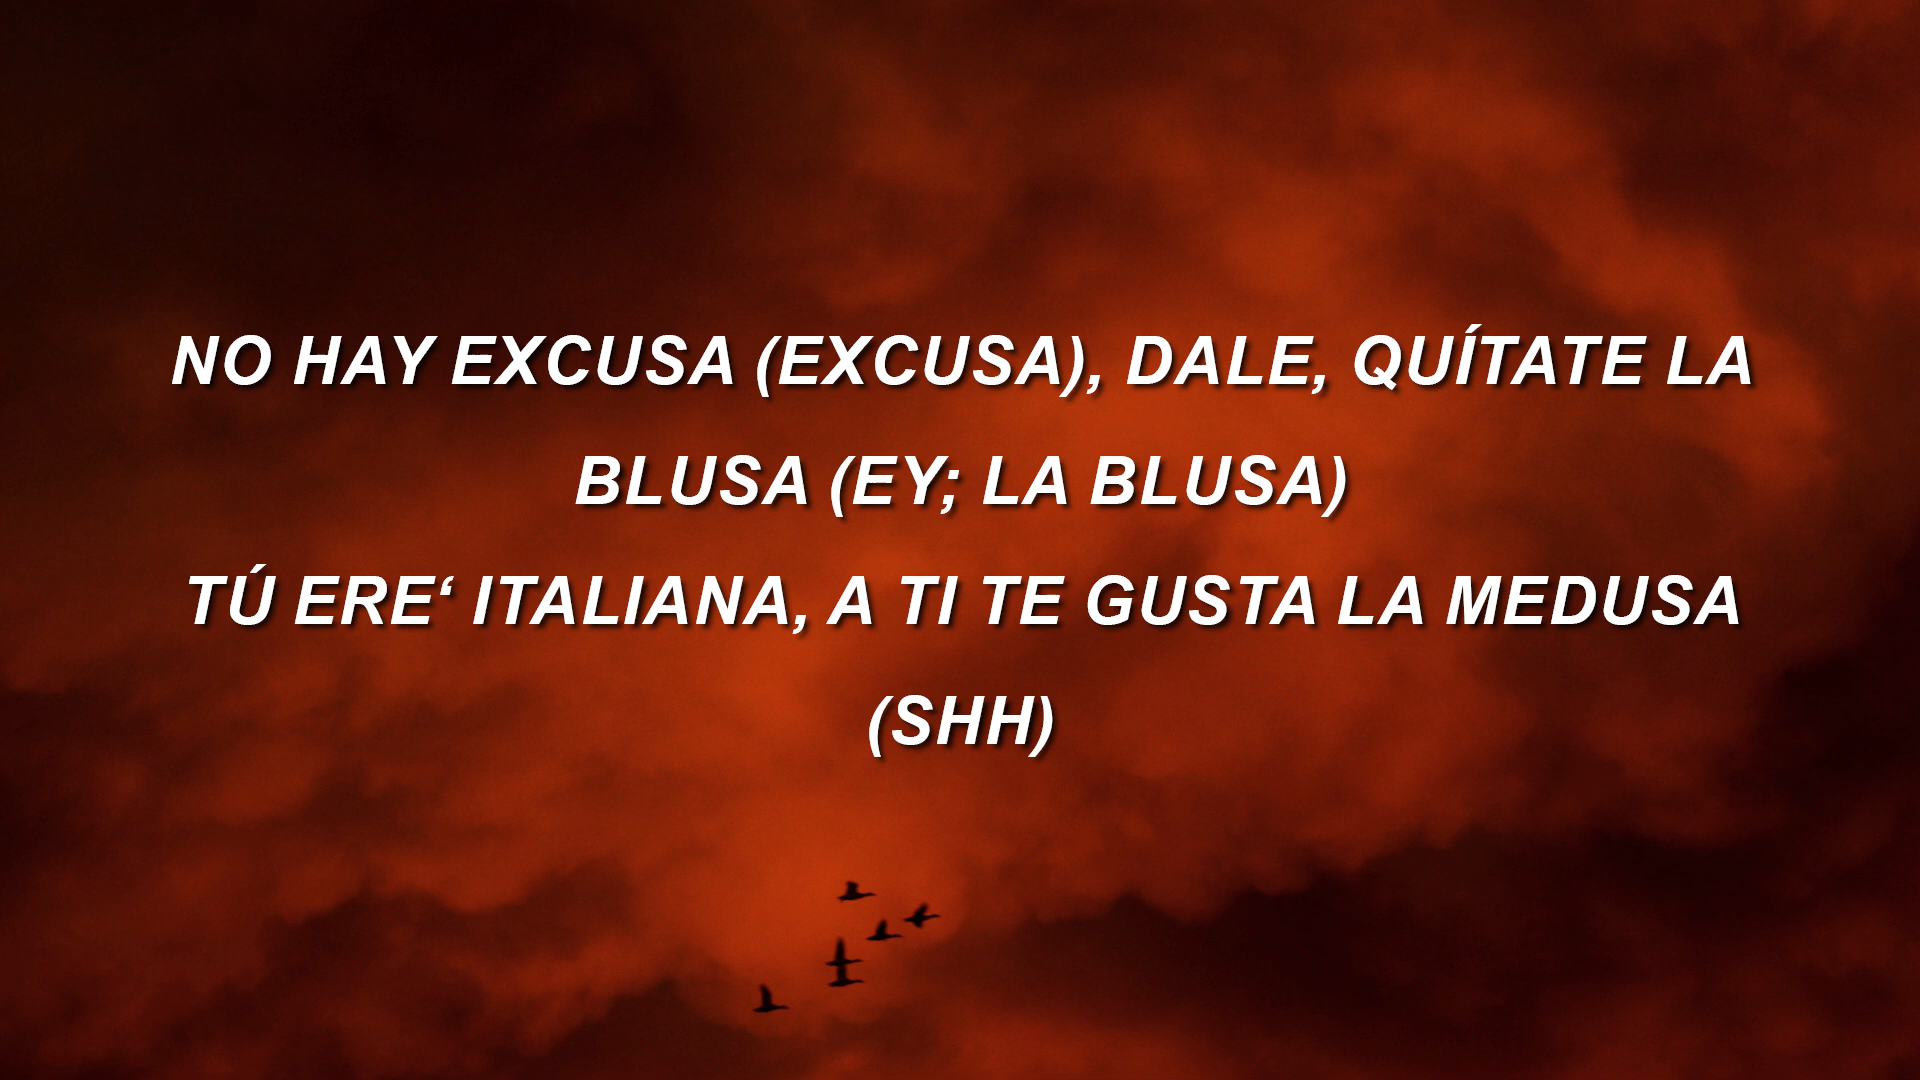 NO HAY EXCUSA (EXCUSA), DALE, QUÍTATE LA
BLUSA (EY; LA BLUSA)
TÚ ERE‘ ITALIANA, A TI TE GUSTA LA MEDUSA
(SHH)